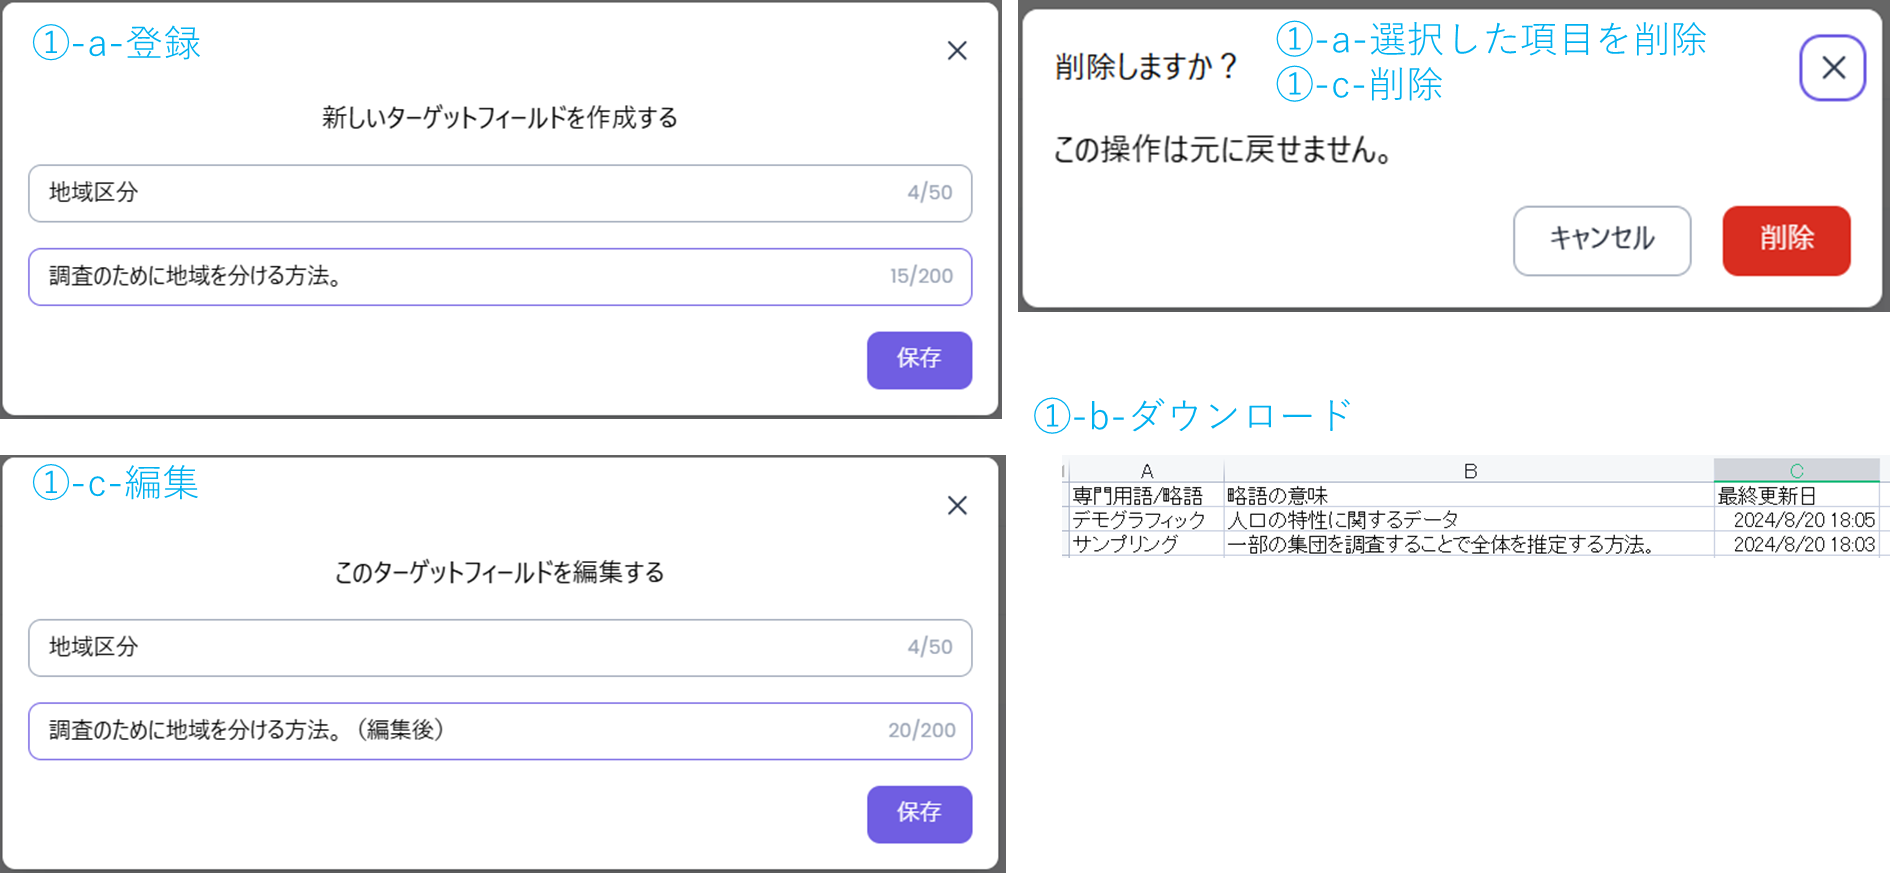 ①-a-登録
新しいターゲットフィールドを作成する
地域区分 4/50
調査のために地域を分ける方法。 15/200
保存
①-c-編集
このターゲットフィールドを編集する
地域区分 4/50
調査のために地域を分ける方法。（編集後） 20/200
保存
①-a-選択した項目を削除
①-c-削除
削除しますか？
この操作は元に戻せません。
キャンセル 削除
①-b-ダウンロード
A B C
専門用語/略語 略語の意味 最終更新日
デモグラフィック 人口の特性に関するデータ 2024/8/20 18:05
サンプリング 一部の集団を調査することで全体を推定する方法。 2024/8/20 18:03